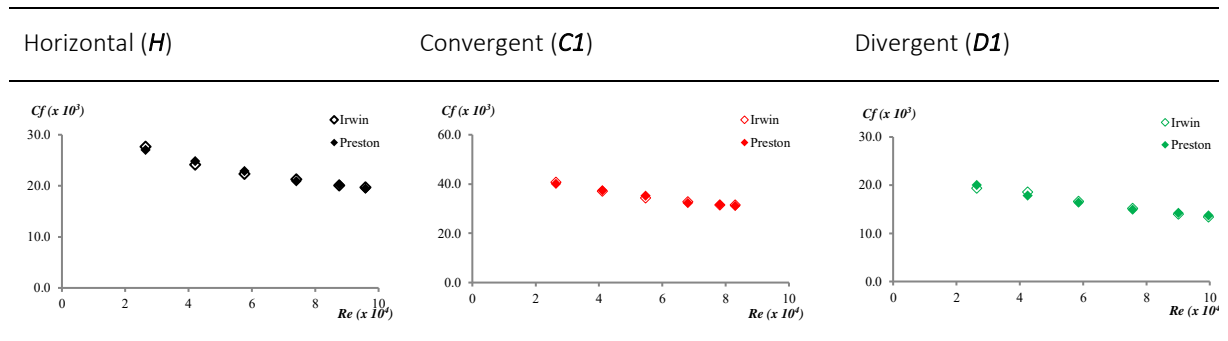 Horizontal (H) Convergent (C1) Divergent (D1)
Cf (x 10³)
30.0
20.0
10.0
0.0
0 2 4 6 8 10
Re (x 10⁴)
Irwin
Preston
Cf (x 10³)
60.0
40.0
20.0
0.0
0 2 4 6 8 10
Re (x 10⁴)
Irwin
Preston
Cf (x 10³)
30.0
20.0
10.0
0.0
0 2 4 6 8 10
Re (x 10⁴
Irwin
Preston